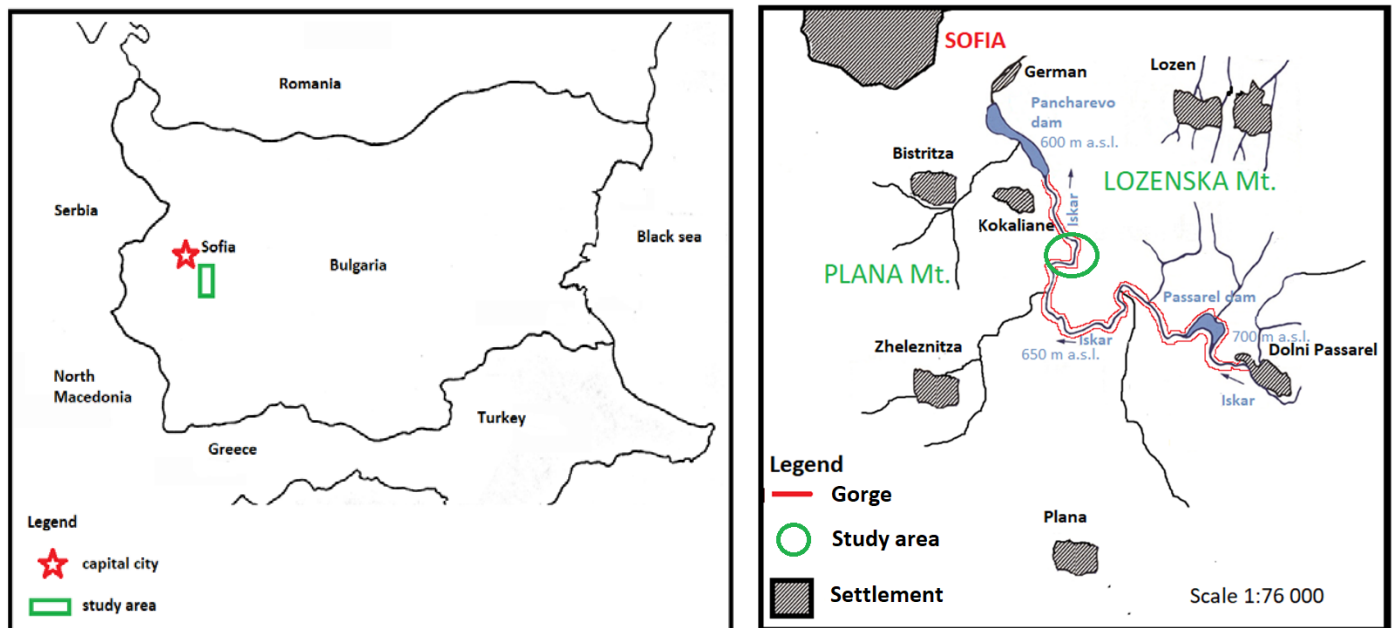 Romania
Serbia
Sofia
Bulgaria
Black sea
North
Macedonia
Turkey
Greece
Legend
capital city
study area
SOFIA
German
Lozen
Pancharevo
dam
600 m a.s.l.
Bistritza
LOZENSKA Mt.
Iskar
Kokaliane
PLANA Mt.
Passarel dam
700 m a.s.l.
Iskar
Zheleznitza
650 m a.s.l.
Dolni Passarel
Iskar
Legend
Gorge
Plana
Study area
Settlement
Scale 1:76 000